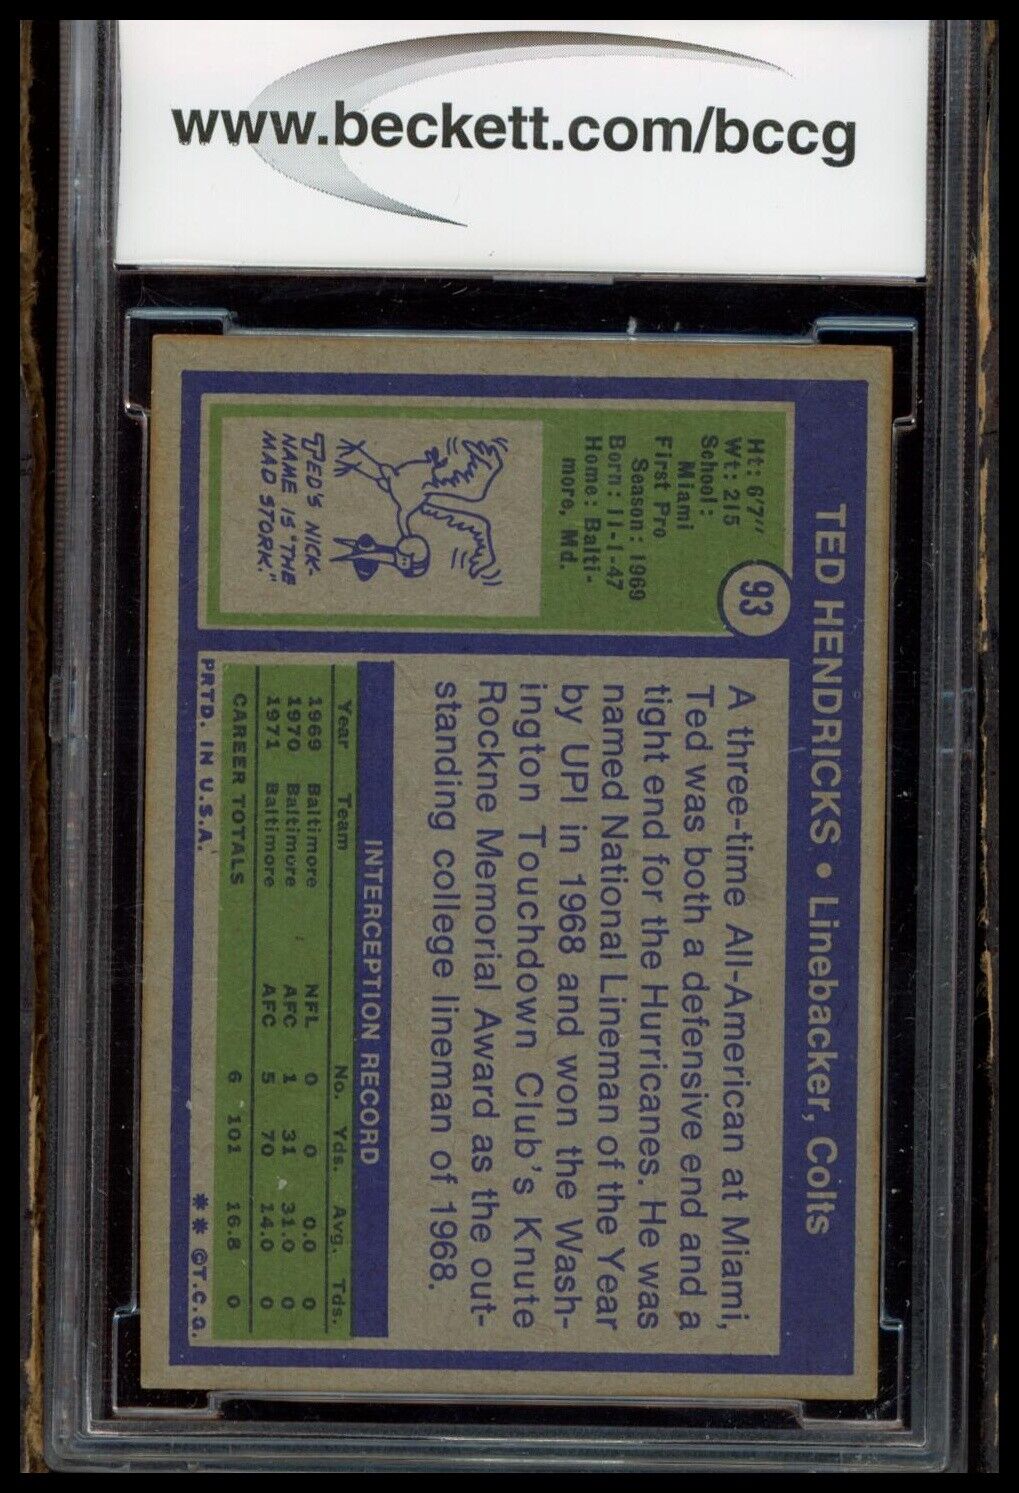 www.beckett.com/bccg
TED HENDRICKS • Linebacker, Colts
93
Ht: 6'7"
Wt: 215
School:
Miami
First Pro
Season: 1969
Born: 11-1-47
Home: Balti-
more, Md.
TED'S NICK-
NAME IS "THE
MAD STORK."
A three-time All-American at Miami,
Ted was both a defensive end and a
tight end for the Hurricanes. He was
named National Lineman of the Year
by UPI in 1968 and won the Wash-
ington Touchdown Club's Knute
Rockne Memorial Award as the out-
standing college lineman of 1968.
INTERCEPTION RECORD
Year Team No. Yds. Avg. Tds.
1969 Baltimore NFL 0 0 0.0 0
1970 Baltimore AFC 1 31 31.0 0
1971 Baltimore AFC 5 70 14.0 0
CAREER TOTALS 6 101 16.8 0
PRTD. IN U.S.A. ** ©T.C.G.